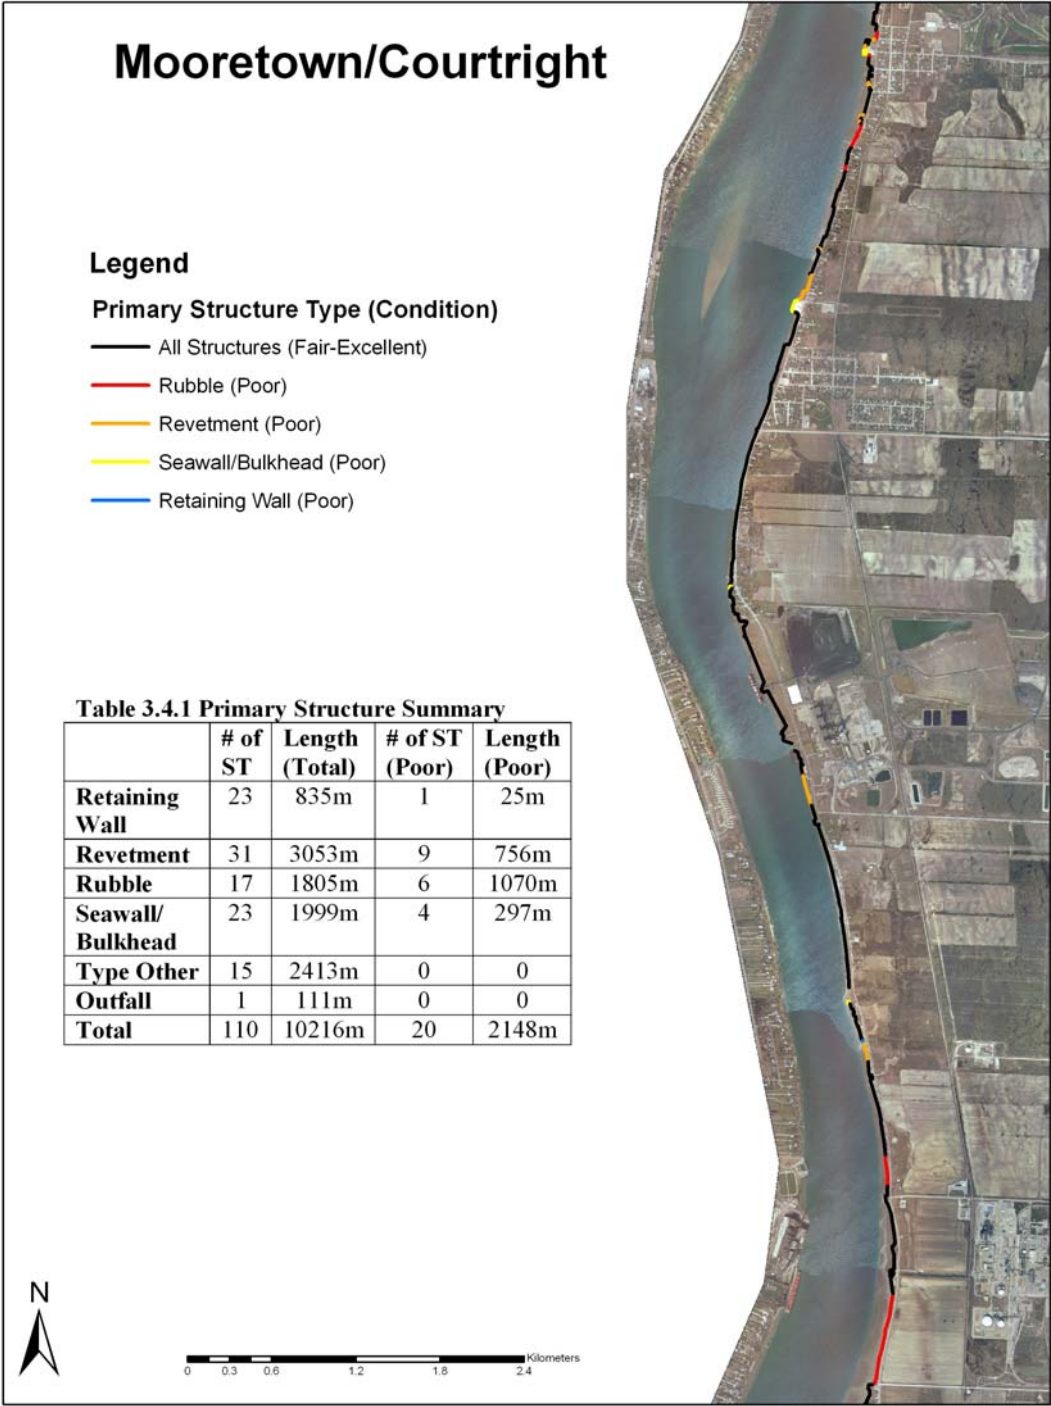 Mooretown/Courtright
Legend
Primary Structure Type (Condition)
All Structures (Fair-Excellent)
Rubble (Poor)
Revetment (Poor)
Seawall/Bulkhead (Poor)
Retaining Wall (Poor)
Table 3.4.1 Primary Structure Summary
# of ST Length (Total) # of ST (Poor) Length (Poor)
Retaining Wall 23 835m 1 25m
Revetment 31 3053m 9 756m
Rubble 17 1805m 6 1070m
Seawall/ Bulkhead 23 1999m 4 297m
Type Other 15 2413m 0 0
Outfall 1 111m 0 0
Total 110 10216m 20 2148m
N
Kilometers
0 0.3 0.6 1.2 1.8 2.4